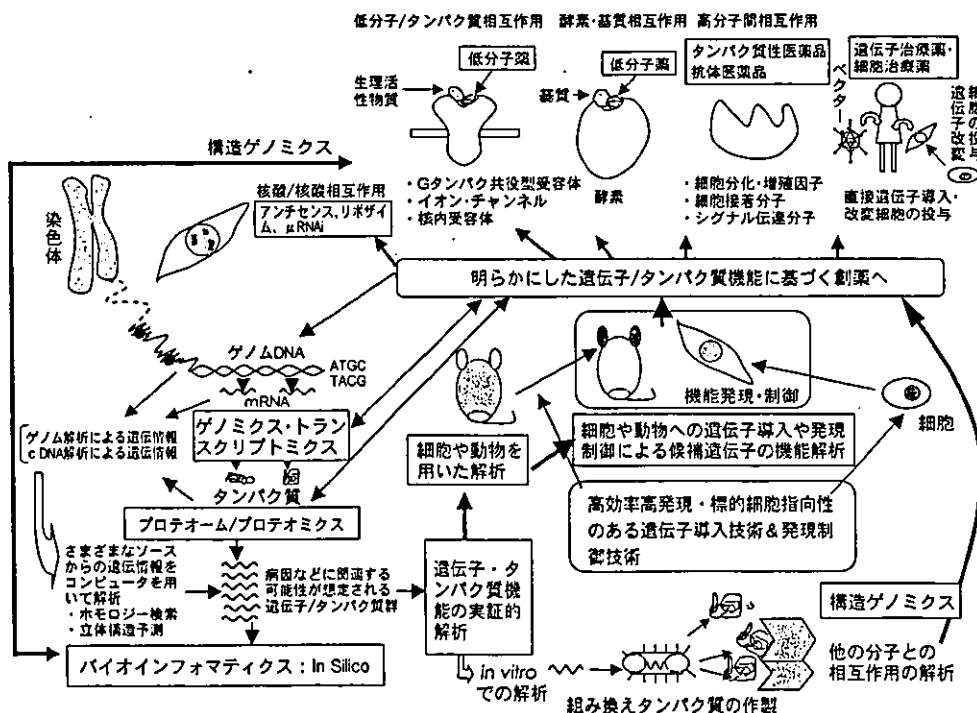 低分子/タンパク質相互作用
酵素・基質相互作用
高分子間相互作用
低分子薬
生理活
性物質
低分子薬
基質
タンパク質性医薬品
抗体医薬品
遺伝子治療薬・
細胞治療薬
ベクター
細胞の投与
遺伝子改変
構造ゲノミクス
核酸/核酸相互作用
アンチセンス、リボザイ
ム、μRNAi
・Gタンパク共役型受容体
・イオン・チャンネル
・核内受容体
酵素
・細胞分化・増殖因子
・細胞接着分子
・シグナル伝達分子
直接遺伝子導入・
改変細胞の投与
染色体
明らかにした遺伝子/タンパク質機能に基づく創薬へ
ゲノムDNA
ATGC
TACG
mRNA
機能発現・制御
細胞
ゲノム解析による遺伝情報
cDNA解析による遺伝情報
ゲノミクス・トラン
スクリプトミクス
細胞や動物を
用いた解析
細胞や動物への遺伝子導入や発現
制御による候補遺伝子の機能解析
タンパク質
プロテオーム/プロテオミクス
高効率高発現・標的細胞指向性
のある遺伝子導入技術&発現制
御技術
さまざまなソース
からの遺伝情報を
コンピュータを用
いて解析
・ホモロジー検索
・立体構造予測
病因などに関連する
可能性が想定される
遺伝子/タンパク質群
遺伝子・タ
ンパク質機
能の実証的
解析
構造ゲノミクス
バイオインフォマティクス：In Silico
in vitro
での解析
組み換えタンパク質の作製
他の分子との
相互作用の解析